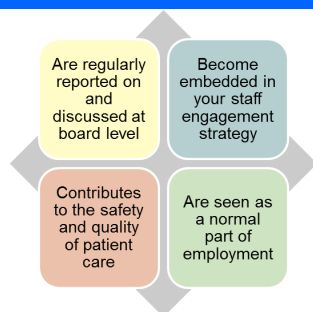 Are regularly
reported on
and
discussed at
board level
Become
embedded in
your staff
engagement
strategy
Contributes
to the safety
and quality
of patient
care
Are seen as
a normal
part of
employment